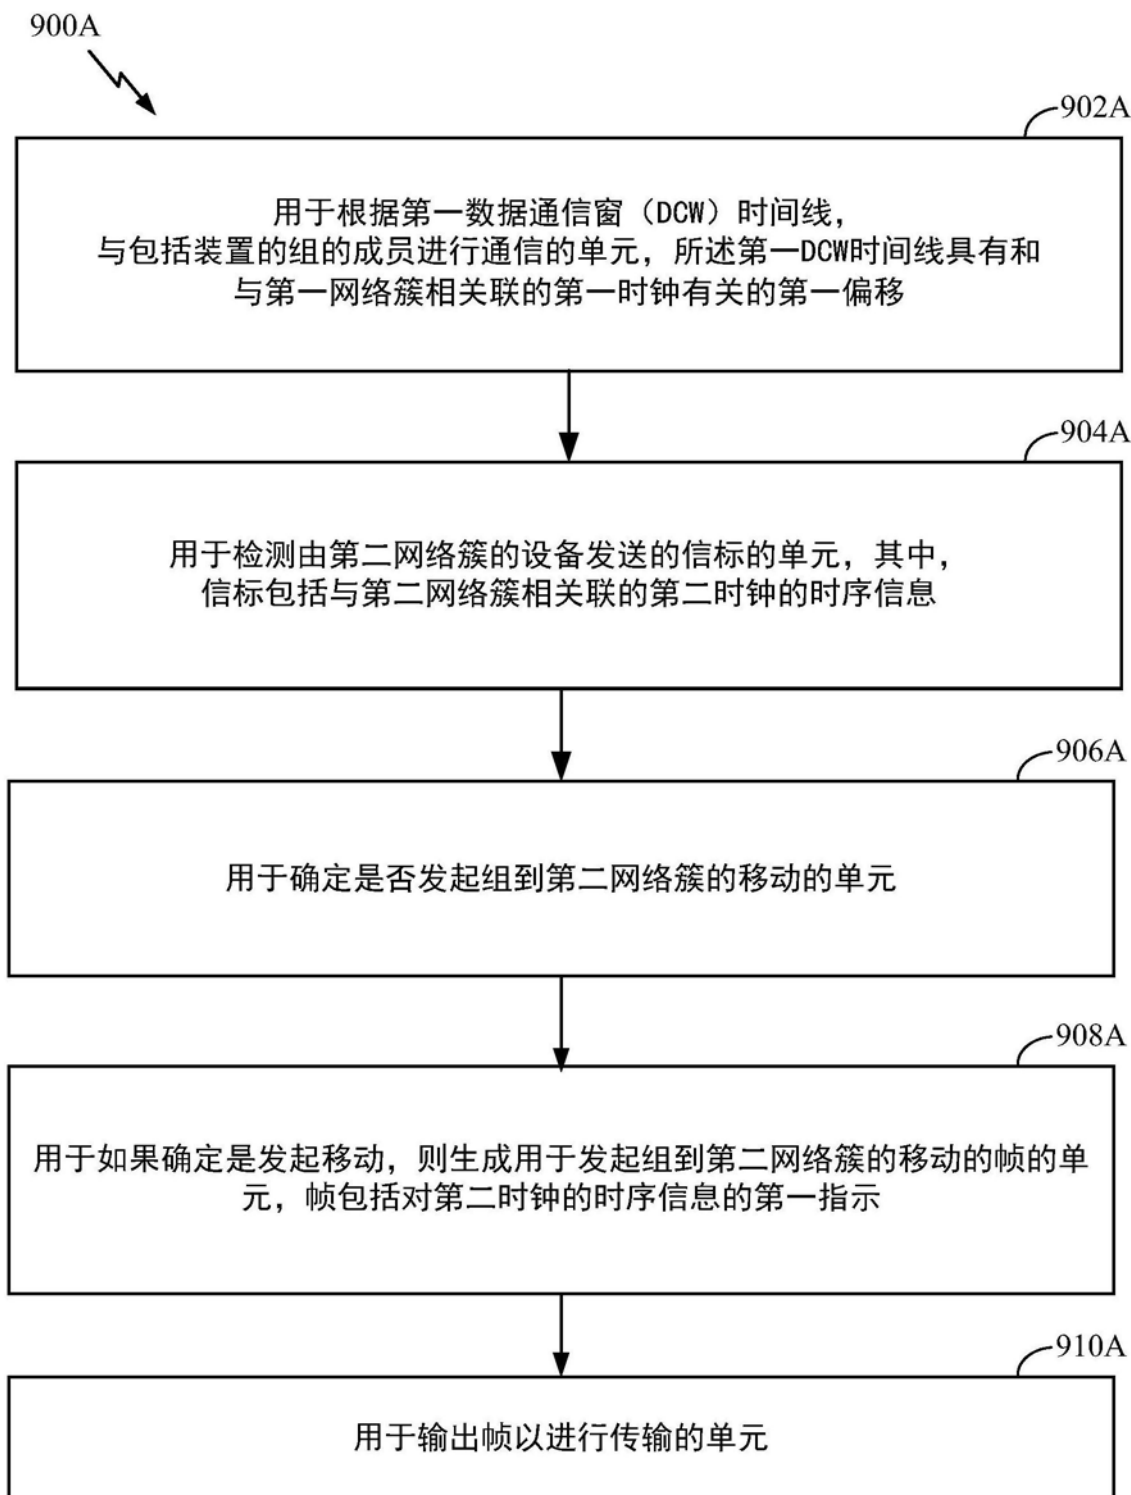 900A
902A
用于根据第一数据通信窗（DCW）时间线，
与包括装置的组的成员进行通信的单元，所述第一DCW时间线具有和
与第一网络簇相关联的第一时钟有关的第一偏移
904A
用于检测由第二网络簇的设备发送的信标的单元，其中，
信标包括与第二网络簇相关联的第二时钟的时序信息
906A
用于确定是否发起组到第二网络簇的移动的单元
908A
用于如果确定是发起移动，则生成用于发起组到第二网络簇的移动的帧的单
元，帧包括对第二时钟的时序信息的第一指示
910A
用于输出帧以进行传输的单元